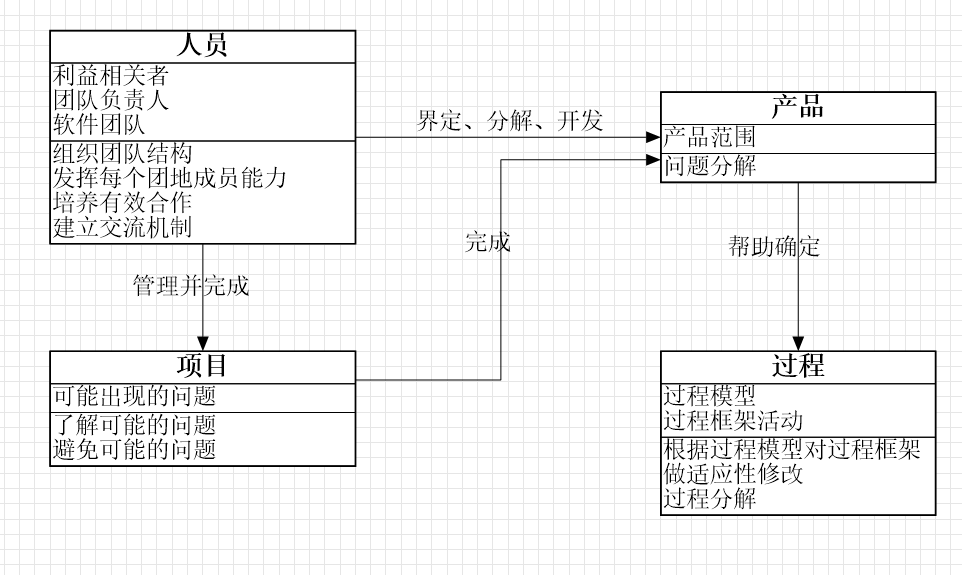 人员
利益相关者
团队负责人
软件团队
组织团队结构
发挥每个团地成员能力
培养有效合作
建立交流机制
界定、分解、开发
产品
产品范围
问题分解
完成
帮助确定
管理并完成
项目
可能出现的问题
了解可能的问题
避免可能的问题
过程
过程模型
过程框架活动
根据过程模型对过程框架
做适应性修改
过程分解